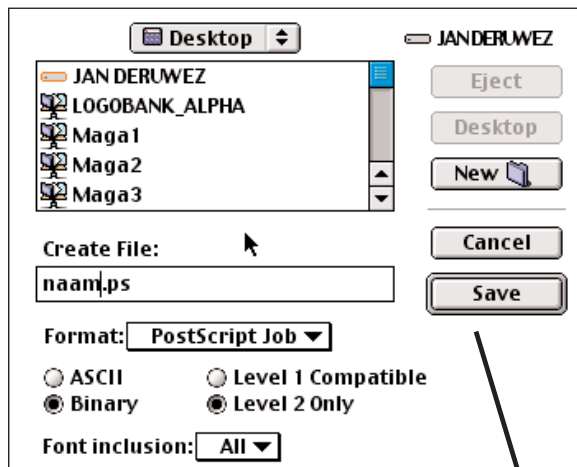 Desktop
JAN DERUWEZ
JAN DERUWEZ
LOGOBANK_ALPHA
Maga1
Maga2
Maga3
Eject
Desktop
New
Create File:
naam.ps
Cancel
Save
Format: PostScript Job
ASCII Level 1 Compatible
Binary Level 2 Only
Font inclusion: All